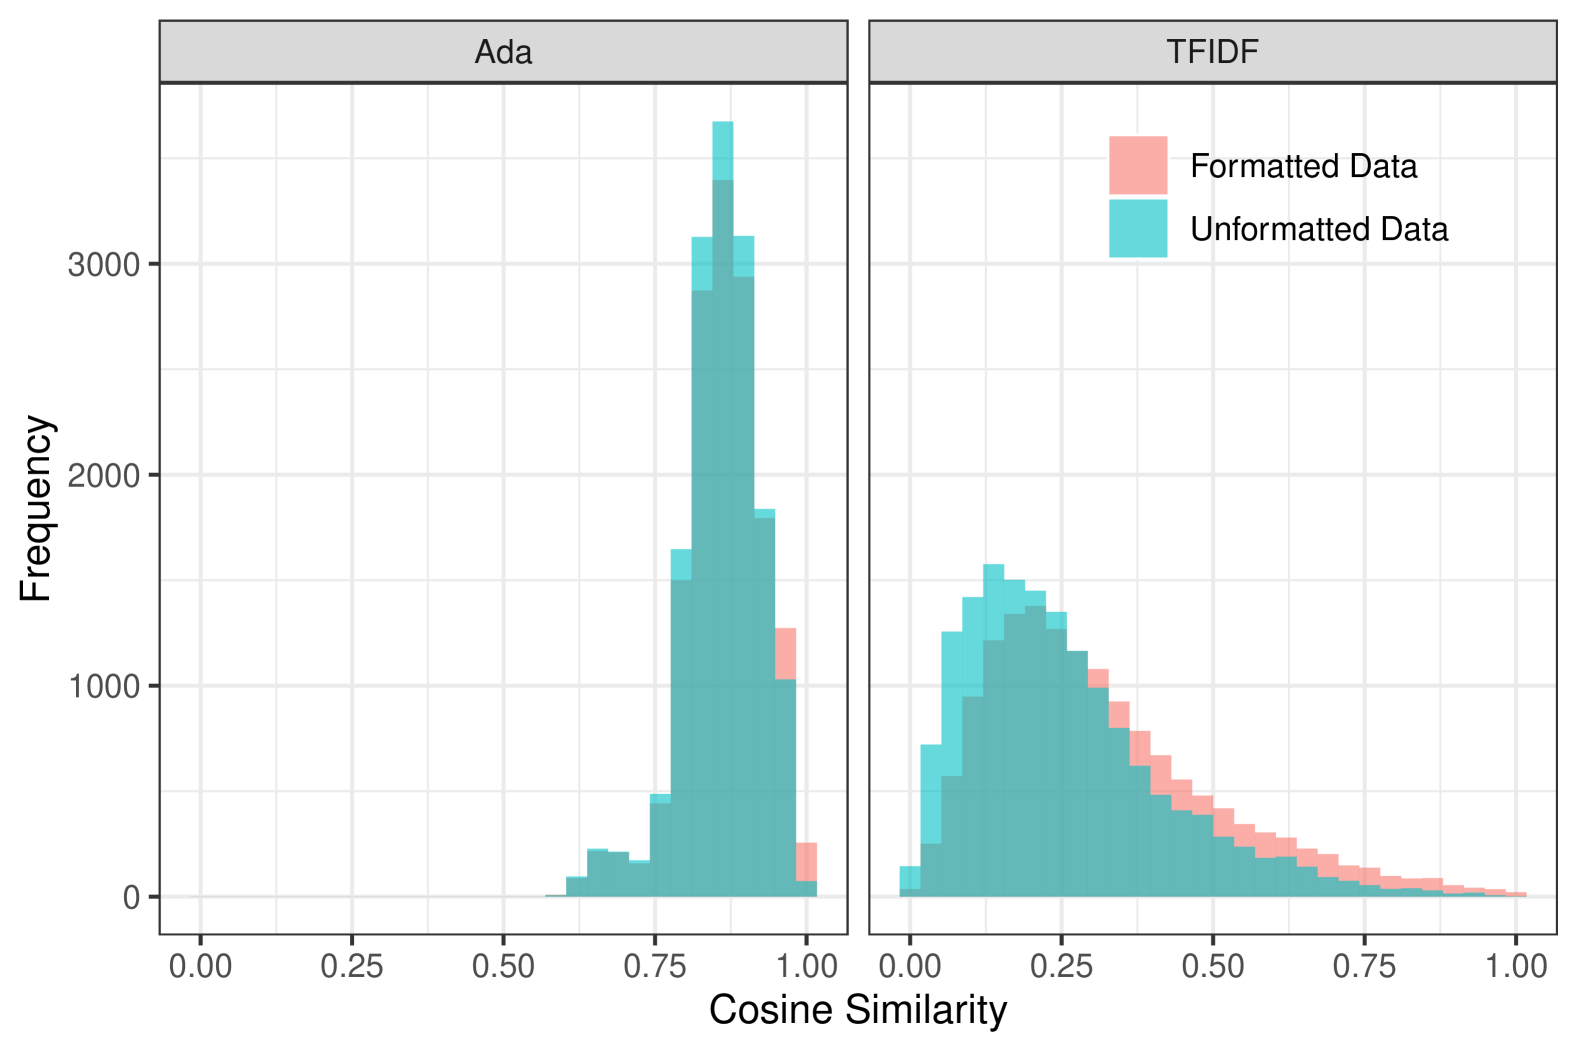 Ada
TFIDF
Formatted Data
Unformatted Data
Frequency
3000
2000
1000
0
0.00 0.25 0.50 0.75 1.00
0.00 0.25 0.50 0.75 1.00
Cosine Similarity